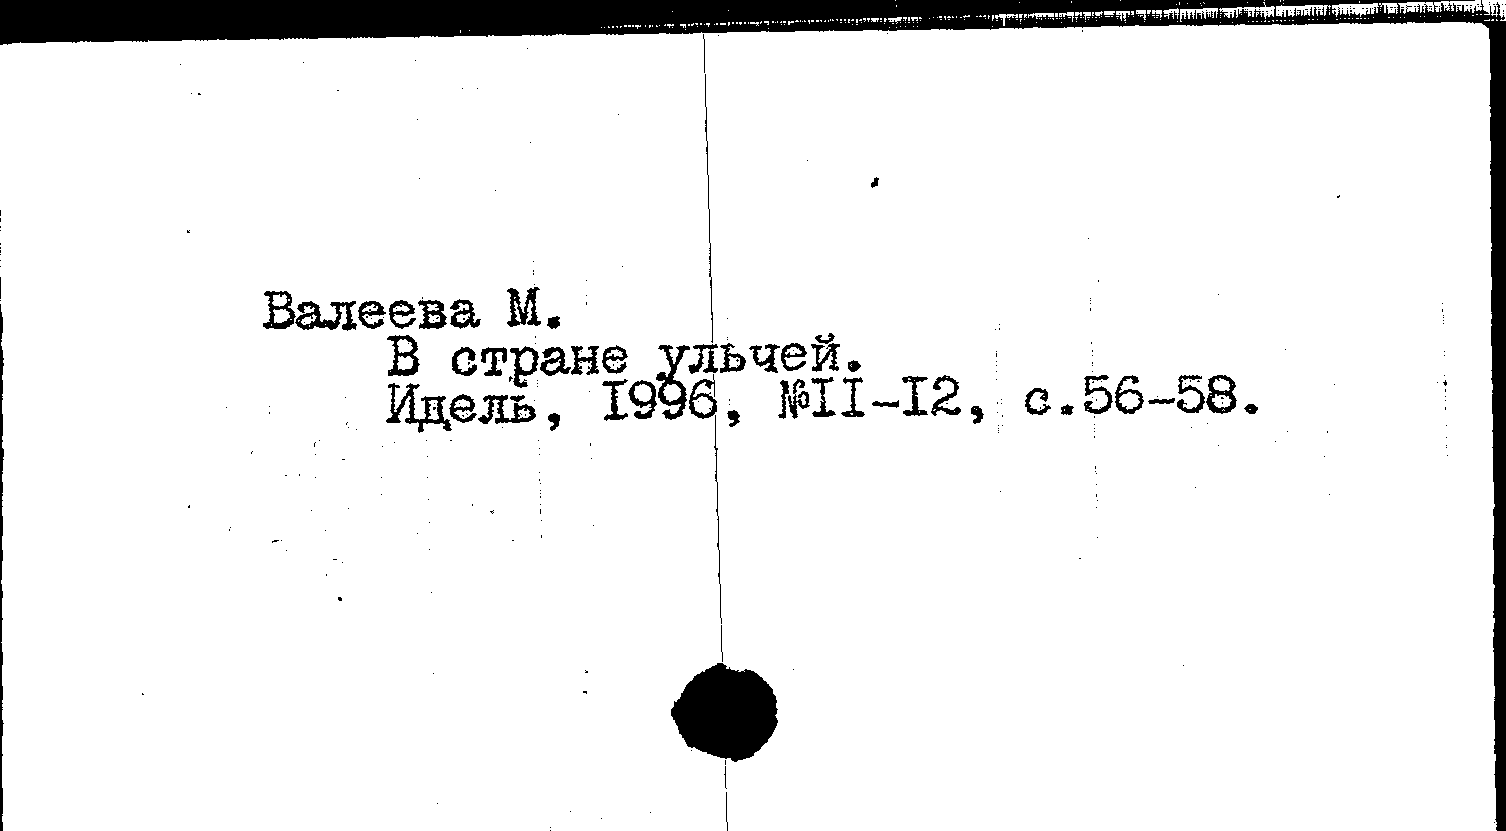 Валеева М.
В стране ульчей.
Идель, 1996, №11-12, с.56-58.